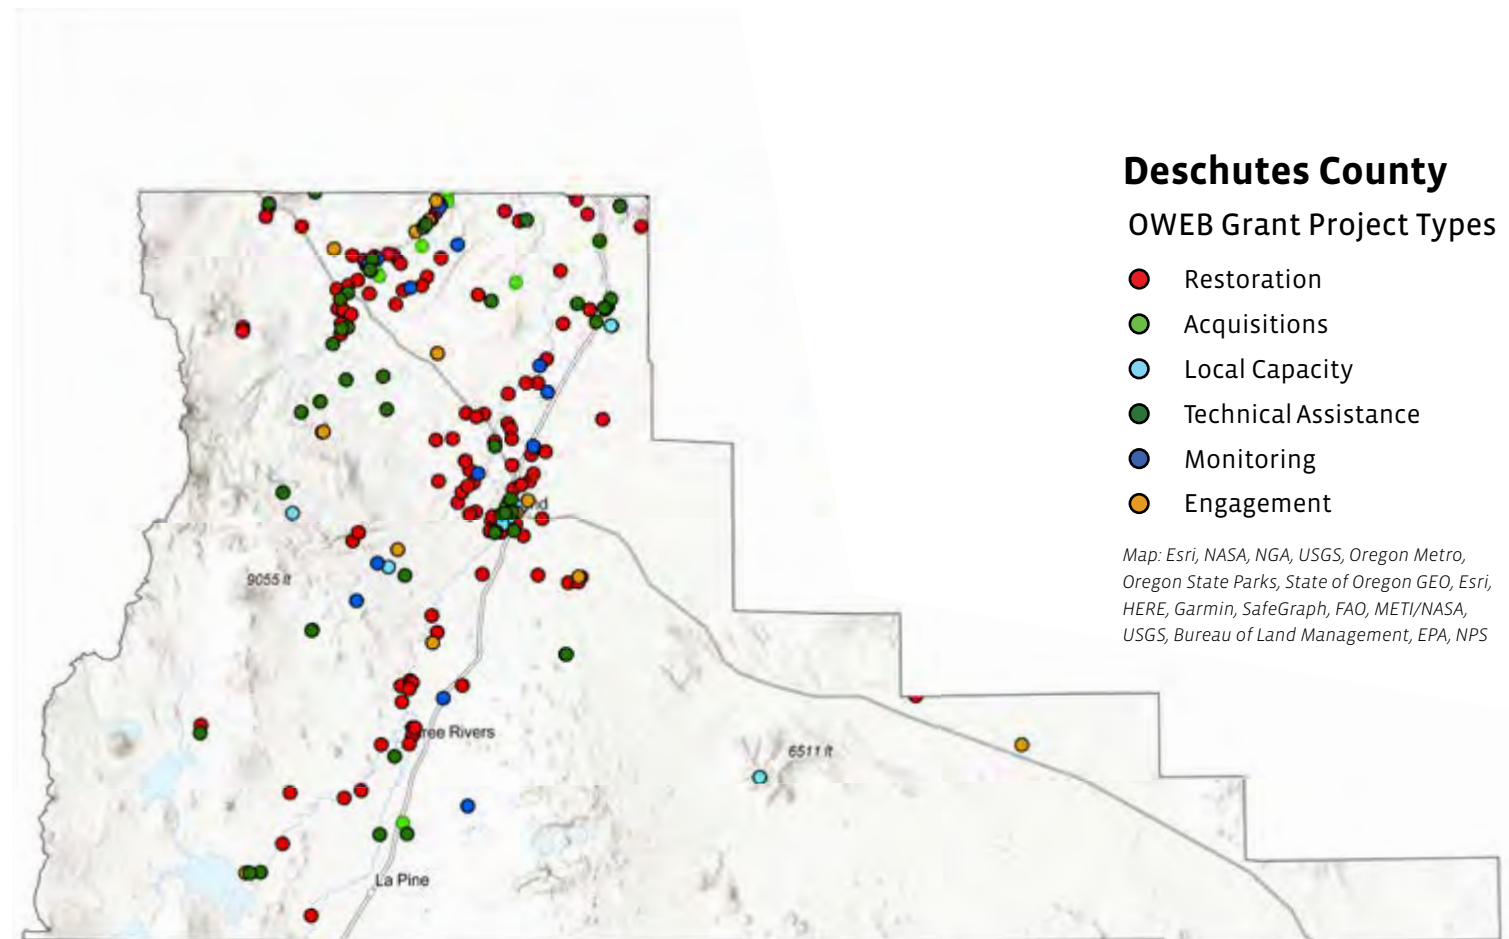 Deschutes County
OWEB Grant Project Types
Restoration
Acquisitions
Local Capacity
Technical Assistance
Monitoring
Engagement
Map: Esri, NASA, NGA, USGS, Oregon Metro,
Oregon State Parks, State of Oregon GEO, Esri,
HERE, Garmin, SafeGraph, FAO, METI/NASA,
USGS, Bureau of Land Management, EPA, NPS
9055 ft
ree Rivers
6511 ft
La Pine